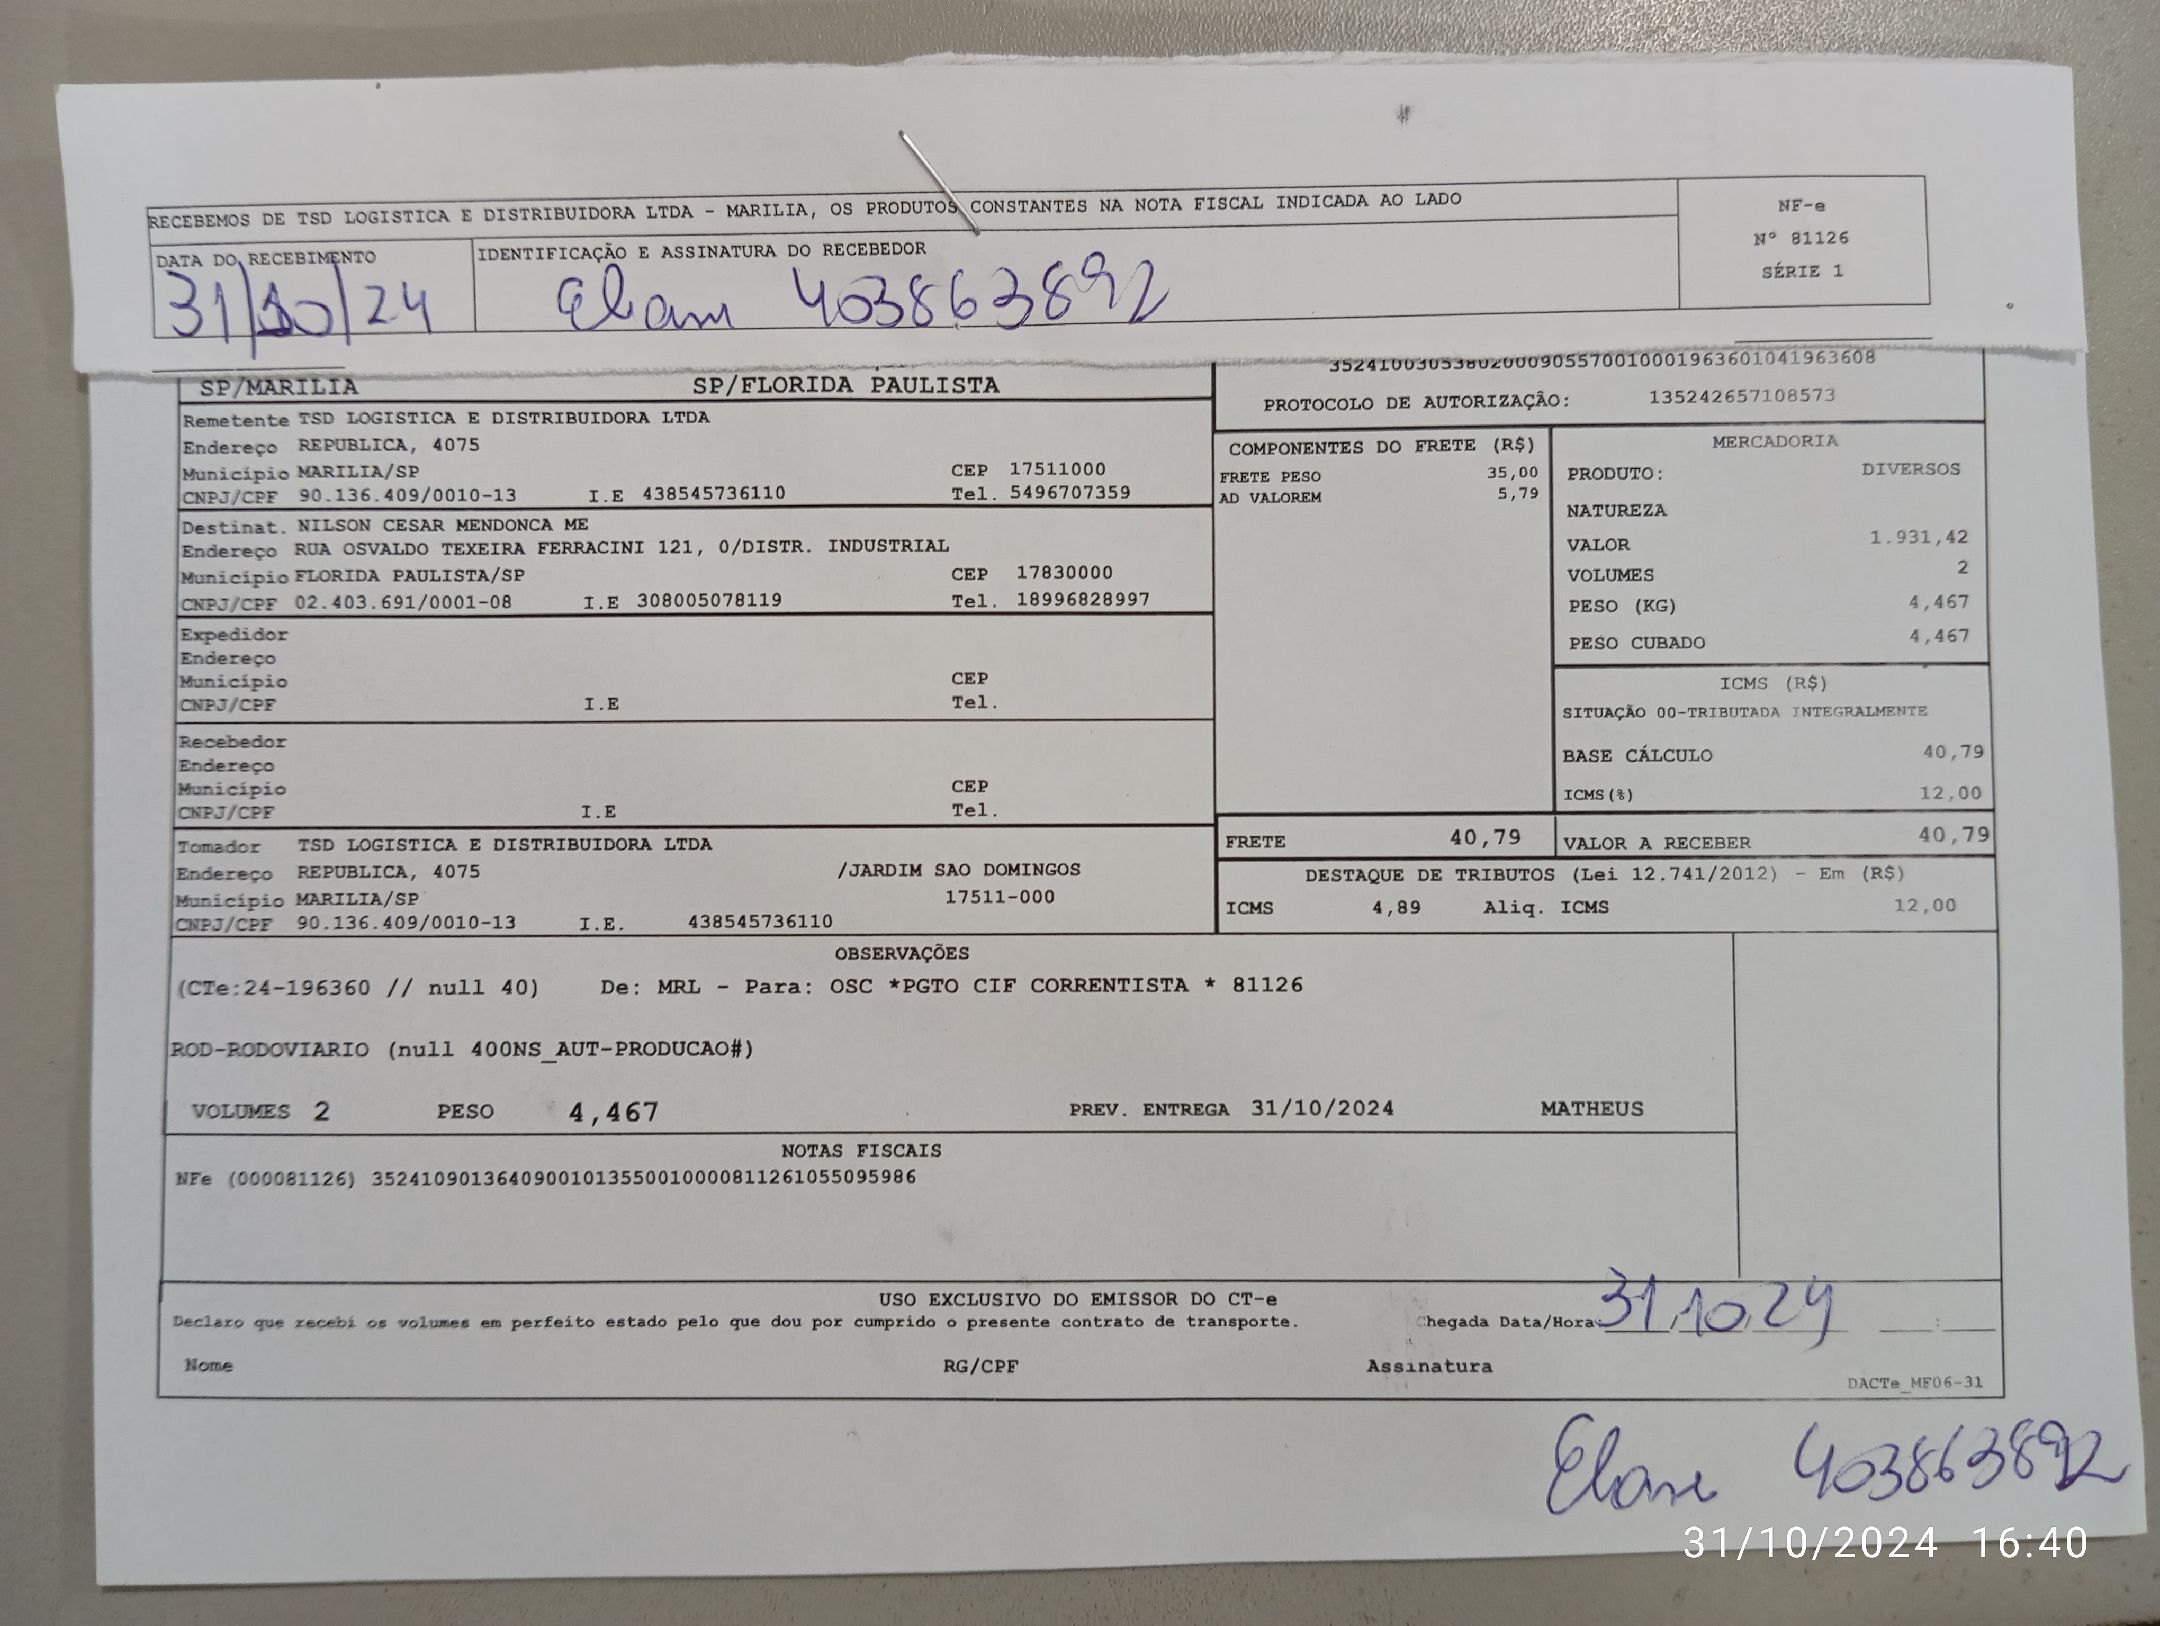 RECEBEMOS DE TSD LOGISTICA E DISTRIBUIDORA LTDA - MARILIA, OS PRODUTOS CONSTANTES NA NOTA FISCAL INDICADA AO LADO
NF-e
Nº 81126
SÉRIE 1
DATA DO RECEBIMENTO
31/10/24
IDENTIFICAÇÃO E ASSINATURA DO RECEBEDOR
403863892
SP/MARILIA SP/FLORIDA PAULISTA
35241003053802000905570010001963601041963608
PROTOCOLO DE AUTORIZAÇÃO: 135242657108573
Remetente TSD LOGISTICA E DISTRIBUIDORA LTDA
Endereço REPUBLICA, 4075
Município MARILIA/SP CEP 17511000
CNPJ/CPF 90.136.409/0010-13 I.E 438545736110 Tel. 5496707359
Destinat. NILSON CESAR MENDONCA ME
Endereço RUA OSVALDO TEXEIRA FERRACINI 121, 0/DISTR. INDUSTRIAL
Município FLORIDA PAULISTA/SP CEP 17830000
CNPJ/CPF 02.403.691/0001-08 I.E 308005078119 Tel. 18996828997
Expedidor
Endereço
Município CEP
CNPJ/CPF I.E Tel.
Recebedor
Endereço
Município CEP
CNPJ/CPF I.E Tel.
Tomador TSD LOGISTICA E DISTRIBUIDORA LTDA
Endereço REPUBLICA, 4075 /JARDIM SAO DOMINGOS
Município MARILIA/SP 17511-000
CNPJ/CPF 90.136.409/0010-13 I.E. 438545736110
COMPONENTES DO FRETE (R$)
FRETE PESO 35,00
AD VALOREM 5,79
MERCADORIA
PRODUTO: DIVERSOS
NATUREZA
VALOR 1.931,42
VOLUMES 2
PESO (KG) 4,467
PESO CUBADO 4,467
ICMS (R$)
SITUAÇÃO 00-TRIBUTADA INTEGRALMENTE
BASE CÁLCULO 40,79
ICMS(%) 12,00
FRETE 40,79 VALOR A RECEBER 40,79
DESTAQUE DE TRIBUTOS (Lei 12.741/2012) - Em (R$)
ICMS 4,89 Aliq. ICMS 12,00
OBSERVAÇÕES
(CTe:24-196360 // null 40) De: MRL - Para: OSC *PGTO CIF CORRENTISTA * 81126
ROD-RODOVIARIO (null 400NS_AUT-PRODUCAO#)
VOLUMES 2 PESO 4,467 PREV. ENTREGA 31/10/2024 MATHEUS
NOTAS FISCAIS
NFe (000081126) 35241090136409001013550010000811261055095986
USO EXCLUSIVO DO EMISSOR DO CT-e
Declaro que recebi os volumes em perfeito estado pelo que dou por cumprido o presente contrato de transporte. Chegada Data/Hora: 31 10 24 __:__
Nome RG/CPF Assinatura
DACTe_MF06-31
403863892
31/10/2024 16:40